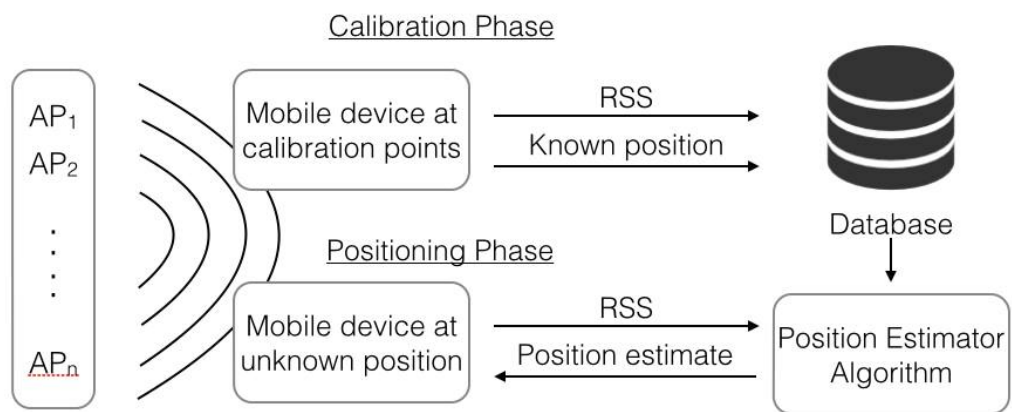 Calibration Phase
AP₁
AP₂
⋮
APₙ
Mobile device at
calibration points
RSS
Known position
Database
Positioning Phase
Mobile device at
unknown position
RSS
Position estimate
Position Estimator
Algorithm